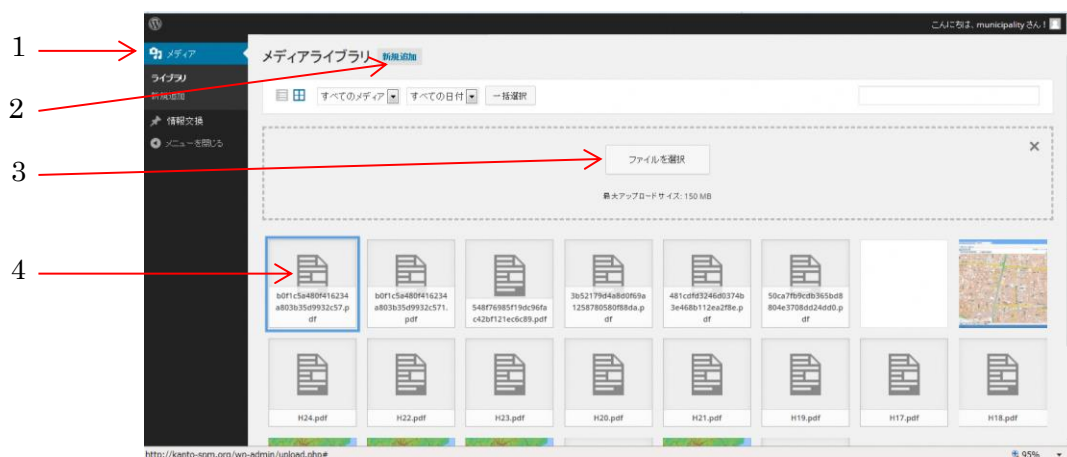 こんにちは、municipality さん！
1
メディア
メディアライブラリ 新規追加
ライブラリ
2
新規追加
すべてのメディア すべての日付 一括選択
情報交換
メニューを閉じる
3
ファイルを選択
最大アップロードサイズ: 150 MB
4
b0f1c5a480f416234
a803b35d9932c57.p
df
b0f1c5a480f416234
a803b35d9932c571.
pdf
548f76985f19dc96fa
c42bf121ec6c89.pdf
3b52179d4a8d0f69a
1258780580f88da.p
df
481cdfd3246d0374b
3e468b112ea2f8e.p
df
50ca7fb9cdb365bd8
804e3708dd24dd0.p
df
H24.pdf
H22.pdf
H23.pdf
H20.pdf
H21.pdf
H19.pdf
H17.pdf
H18.pdf
http://kanto-spm.org/wp-admin/upload.php#
95%